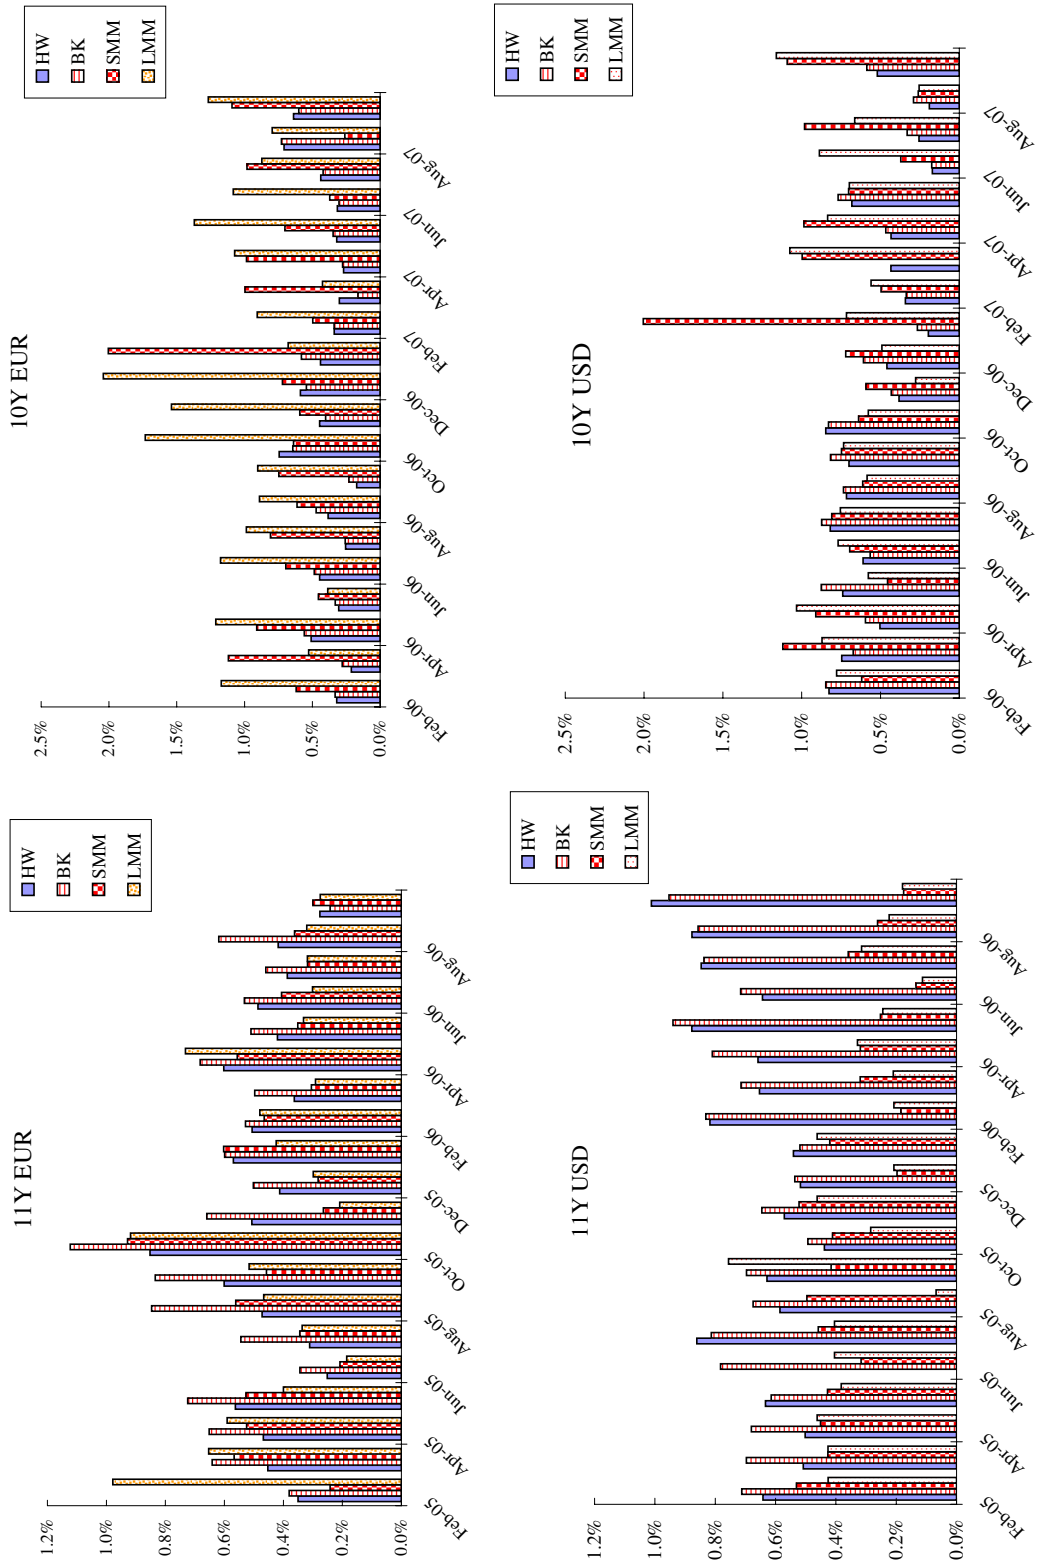 11Y EUR
1.2%
1.0%
0.8%
0.6%
0.4%
0.2%
0.0%
Feb-05
Apr-05
Jun-05
Aug-05
Oct-05
Dec-05
Feb-06
Apr-06
Jun-06
Aug-06
HW
BK
SMM
LMM
10Y EUR
2.5%
2.0%
1.5%
1.0%
0.5%
0.0%
Feb-06
Apr-06
Jun-06
Aug-06
Oct-06
Dec-06
Feb-07
Apr-07
Jun-07
Aug-07
HW
BK
SMM
LMM
11Y USD
1.2%
1.0%
0.8%
0.6%
0.4%
0.2%
0.0%
Feb-05
Apr-05
Jun-05
Aug-05
Oct-05
Dec-05
Feb-06
Apr-06
Jun-06
Aug-06
HW
BK
SMM
LMM
10Y USD
2.5%
2.0%
1.5%
1.0%
0.5%
0.0%
Feb-06
Apr-06
Jun-06
Aug-06
Oct-06
Dec-06
Feb-07
Apr-07
Jun-07
Aug-07
HW
BK
SMM
LMM